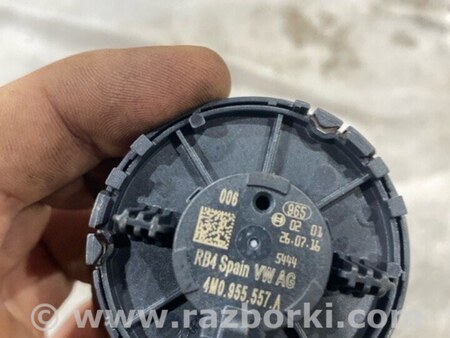 006
865
02 01
26.07.16
5444
RB4 Spain VW AG
4M0.955.557.A
www.razborki.com